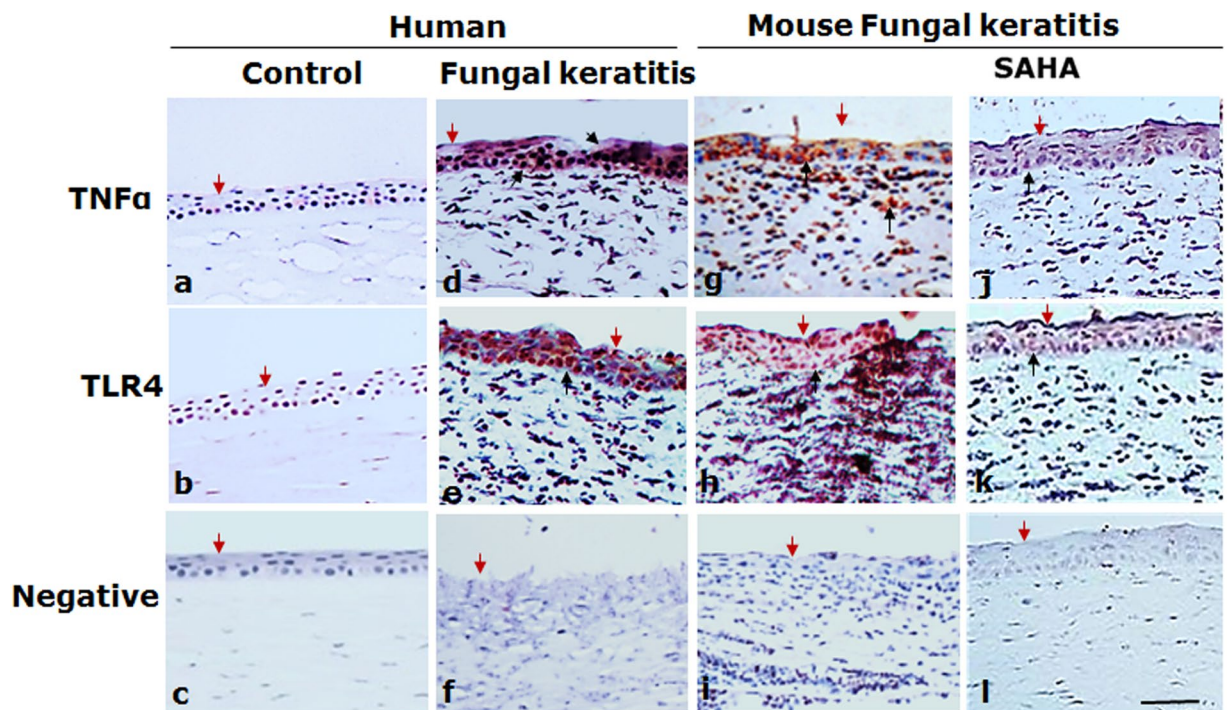 Human Mouse Fungal keratitis
Control Fungal keratitis SAHA
TNFα
a d g j
TLR4
b e h k
Negative
c f i l